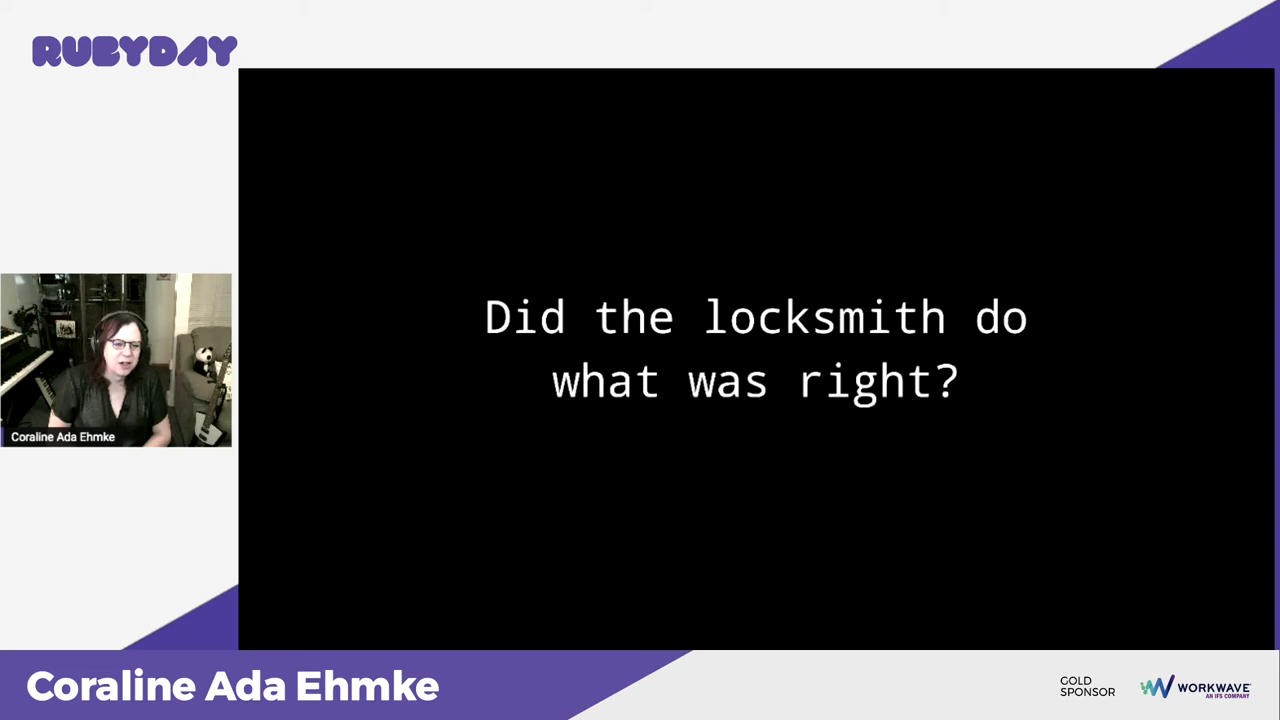 RUBYDAY
Did the locksmith do
what was right?
Coraline Ada Ehmke
Coraline Ada Ehmke
GOLD
SPONSOR
WORKWAVE
AN IFS COMPANY